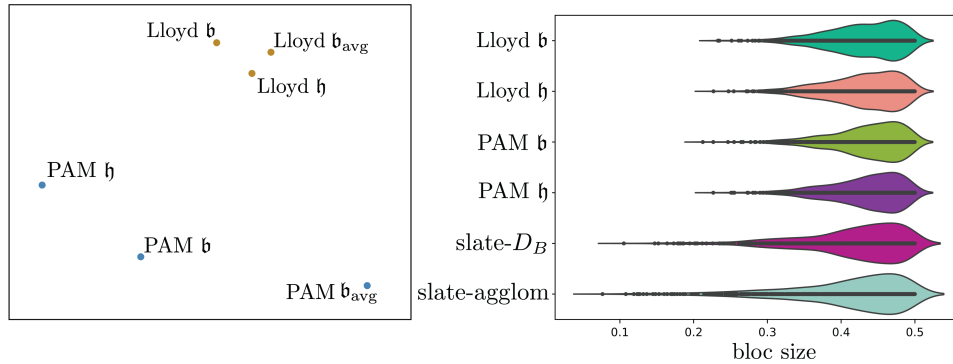 Lloyd 𝔟
Lloyd 𝔟avg
Lloyd 𝔥
PAM 𝔥
PAM 𝔟
PAM 𝔟avg
Lloyd 𝔟
Lloyd 𝔥
PAM 𝔟
PAM 𝔥
slate-D_B
slate-agglom
0.1 0.2 0.3 0.4 0.5
bloc size